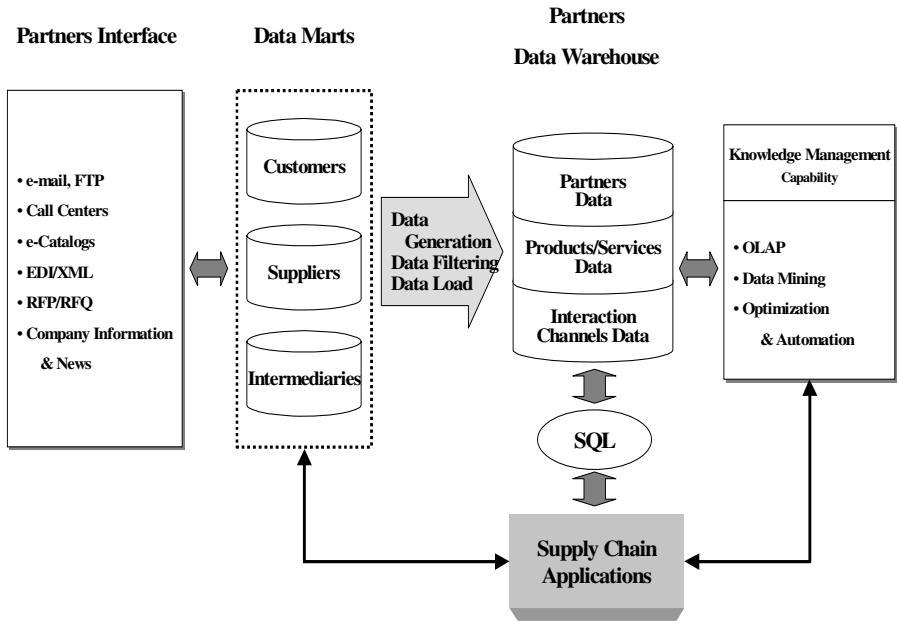 Partners Interface
Data Marts
Partners
Data Warehouse
• e-mail, FTP
• Call Centers
• e-Catalogs
• EDI/XML
• RFP/RFQ
• Company Information
& News
Customers
Suppliers
Intermediaries
Data
Generation
Data Filtering
Data Load
Partners
Data
Products/Services
Data
Interaction
Channels Data
SQL
Supply Chain
Applications
Knowledge Management
Capability
• OLAP
• Data Mining
• Optimization
& Automation